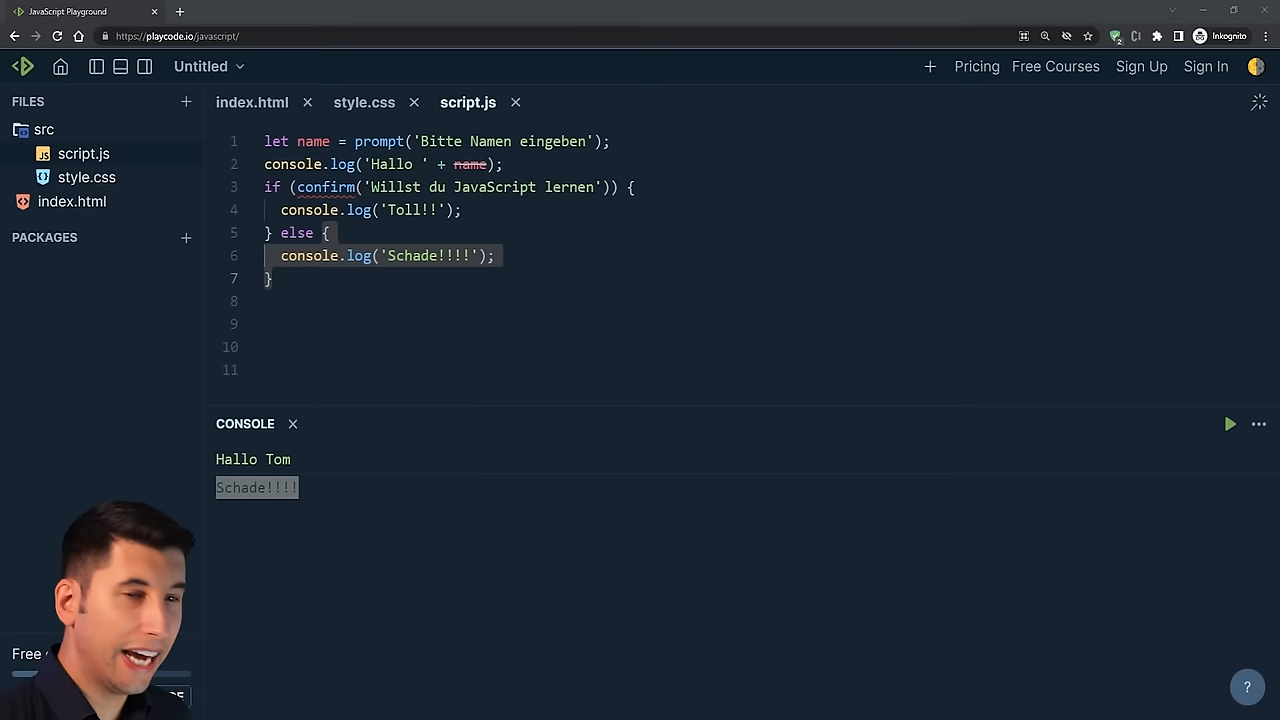 JavaScript Playground
https://playcode.io/javascript/
2
Inkognito
Untitled
Pricing Free Courses Sign Up Sign In
FILES
src
script.js
style.css
index.html
PACKAGES
index.html style.css script.js
1 let name = prompt('Bitte Namen eingeben');
2 console.log('Hallo ' + name);
3 if (confirm('Willst du JavaScript lernen')) {
4 console.log('Toll!!');
5 } else {
6 console.log('Schade!!!!');
7 }
8
9
10
11
CONSOLE
Hallo Tom
Schade!!!!
Free
?